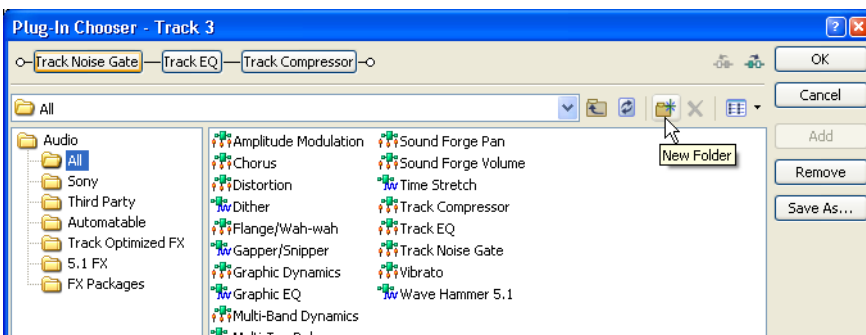 Plug-In Chooser - Track 3
Track Noise Gate Track EQ Track Compressor
OK
Cancel
Add
Remove
Save As...
All
New Folder
Audio
All
Sony
Third Party
Automatable
Track Optimized FX
5.1 FX
FX Packages
Amplitude Modulation
Chorus
Distortion
Dither
Flange/Wah-wah
Gapper/Snipper
Graphic Dynamics
Graphic EQ
Multi-Band Dynamics
Sound Forge Pan
Sound Forge Volume
Time Stretch
Track Compressor
Track EQ
Track Noise Gate
Vibrato
Wave Hammer 5.1